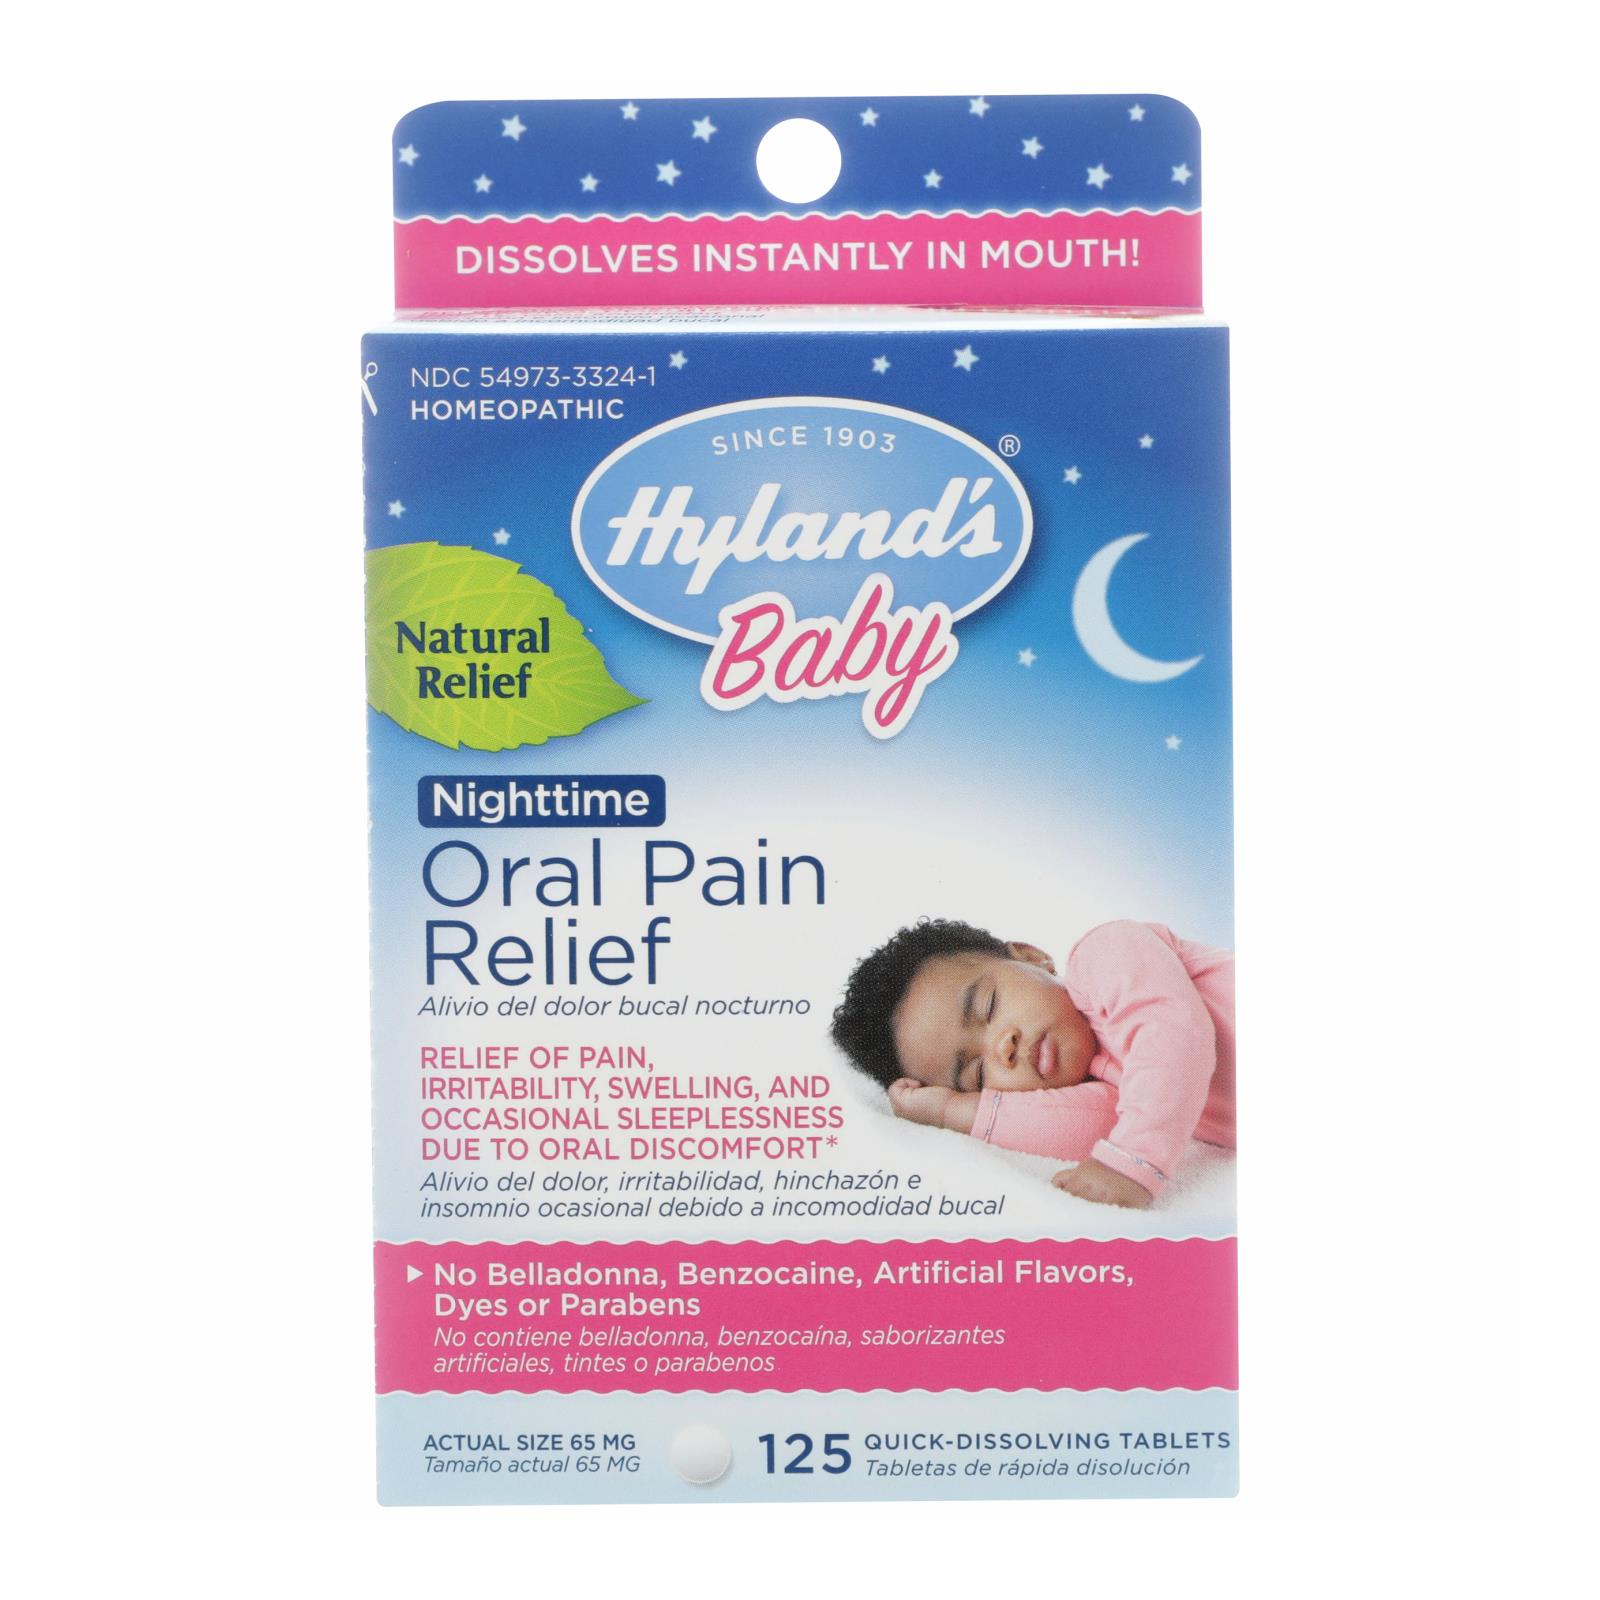 DISSOLVES INSTANTLY IN MOUTH!
debido a incomodidad bucal
NDC 54973-3324-1
HOMEOPATHIC
SINCE 1903
®
Hyland's
Baby
Natural
Relief
Nighttime
Oral Pain
Relief
Alivio del dolor bucal nocturno
RELIEF OF PAIN,
IRRITABILITY, SWELLING, AND
OCCASIONAL SLEEPLESSNESS
DUE TO ORAL DISCOMFORT*
Alivio del dolor, irritabilidad, hinchazón e
insomnio ocasional debido a incomodidad bucal
▶ No Belladonna, Benzocaine, Artificial Flavors,
Dyes or Parabens
No contiene belladonna, benzocaína, saborizantes
artificiales, tintes o parabenos
ACTUAL SIZE 65 MG
Tamaño actual 65 MG
125 QUICK-DISSOLVING TABLETS
Tabletas de rápida disolución